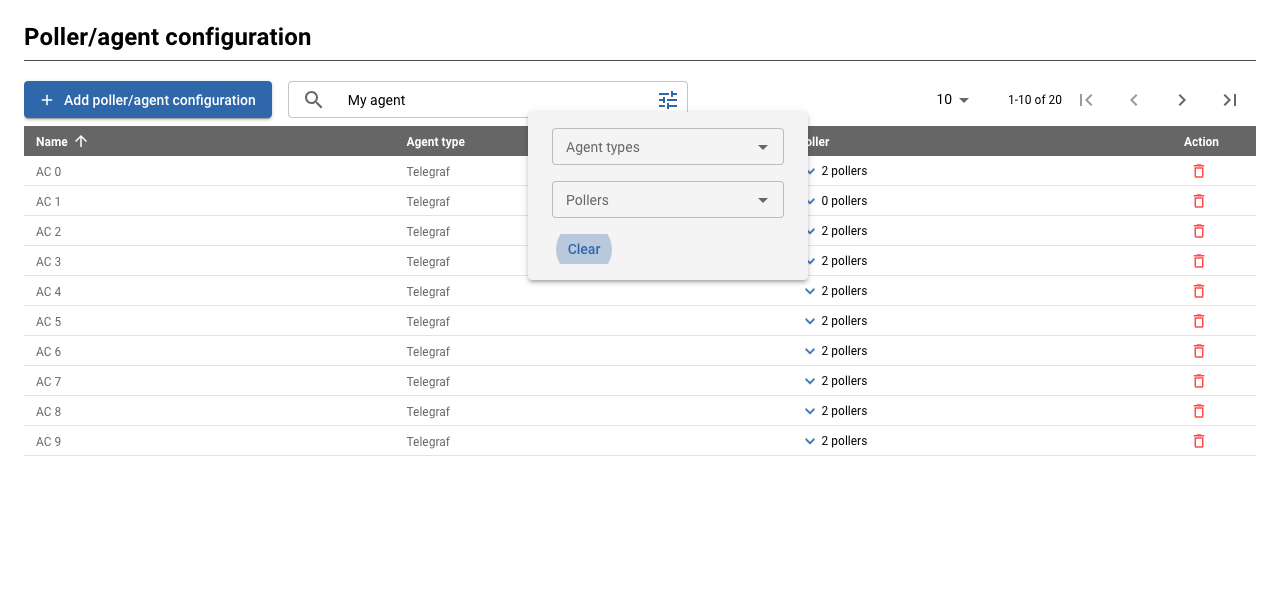 Poller/agent configuration
Add poller/agent configuration
My agent
10
1-10 of 20
Name Agent type oller Action
Agent types
Pollers
Clear
AC 0 Telegraf 2 pollers
AC 1 Telegraf 0 pollers
AC 2 Telegraf 2 pollers
AC 3 Telegraf 2 pollers
AC 4 Telegraf 2 pollers
AC 5 Telegraf 2 pollers
AC 6 Telegraf 2 pollers
AC 7 Telegraf 2 pollers
AC 8 Telegraf 2 pollers
AC 9 Telegraf 2 pollers